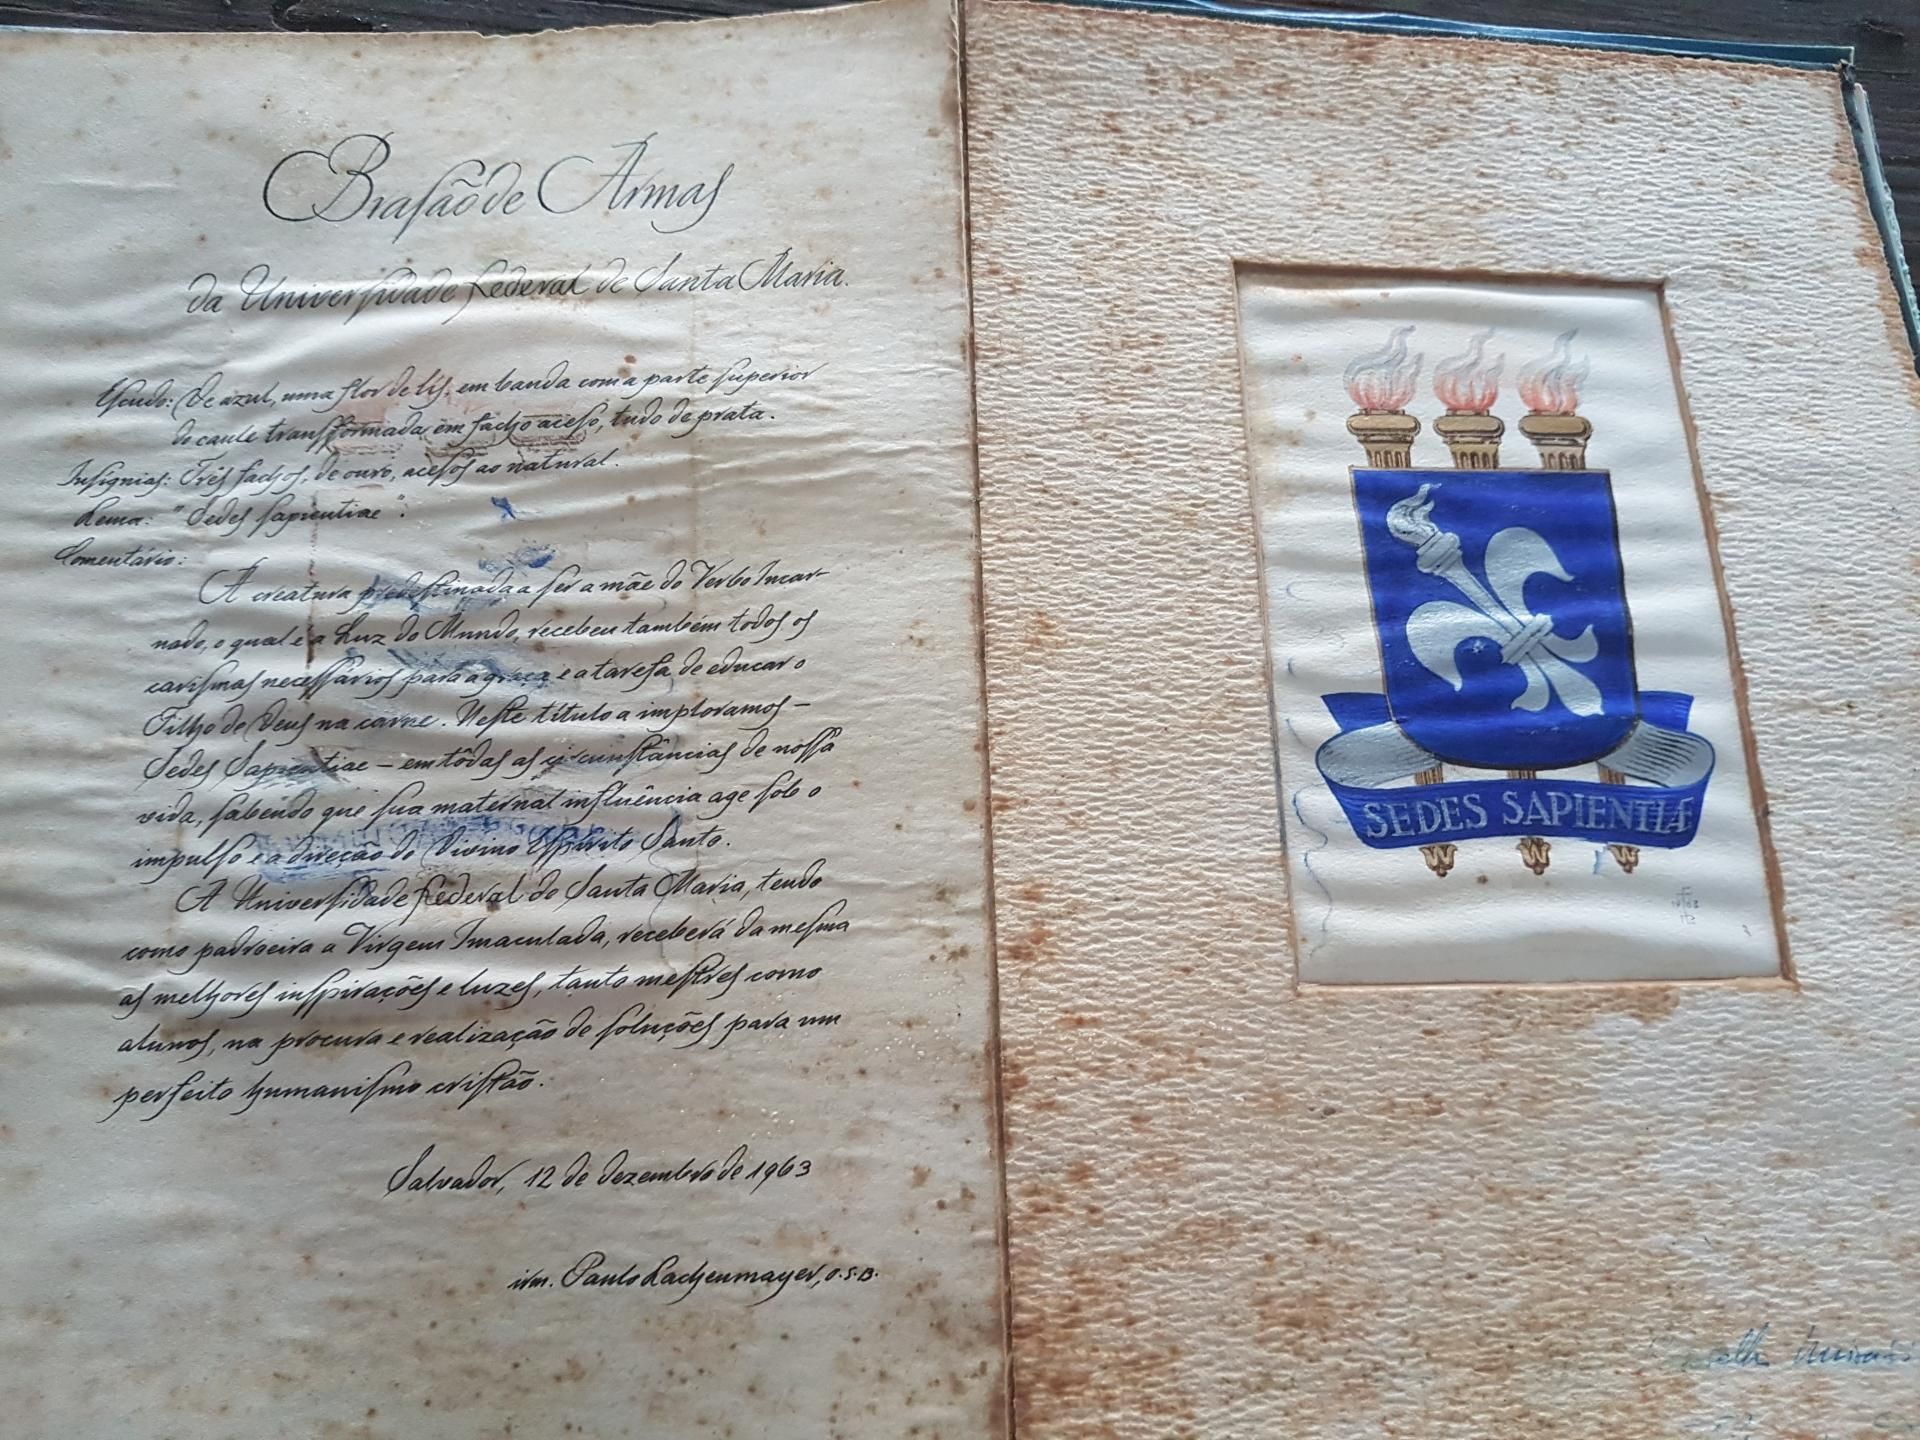 Brasão de Armas
da Universidade Federal de Santa Maria.
Escudo: De azul, uma flor de lis, em banda com a parte superior
do caule transformada em facho aceso, tudo de prata.
Insignias: Três fachos, de ouro, acesos ao natural.
Lema: "Sedes Sapientiae".
Comentário:
A creatura predestinada a ser a mãe do Verbo Incar-
nado, o qual é a Luz do Mundo, recebeu também todos os
carismas necessários para a graça e a tarefa de educar o
Filho de Deus na carne. Neste título a imploramos -
Sedes Sapientiae - em tôdas as circunstâncias de nossa
vida, sabendo que sua maternal influência age sob o
impulso e a direção do Divino Espírito Santo.
A Universidade Federal de Santa Maria, tendo
como padroeira a Virgem Imaculada, receberá da mesma
as melhores inspirações e luzes, tanto mestres como
alunos, na procura e realização de soluções para um
perfeito humanismo cristão.
Salvador, 12 de dezembro de 1963
irm. Paulo Lachenmayer, O.S.B.
SEDES SAPIENTIÆ